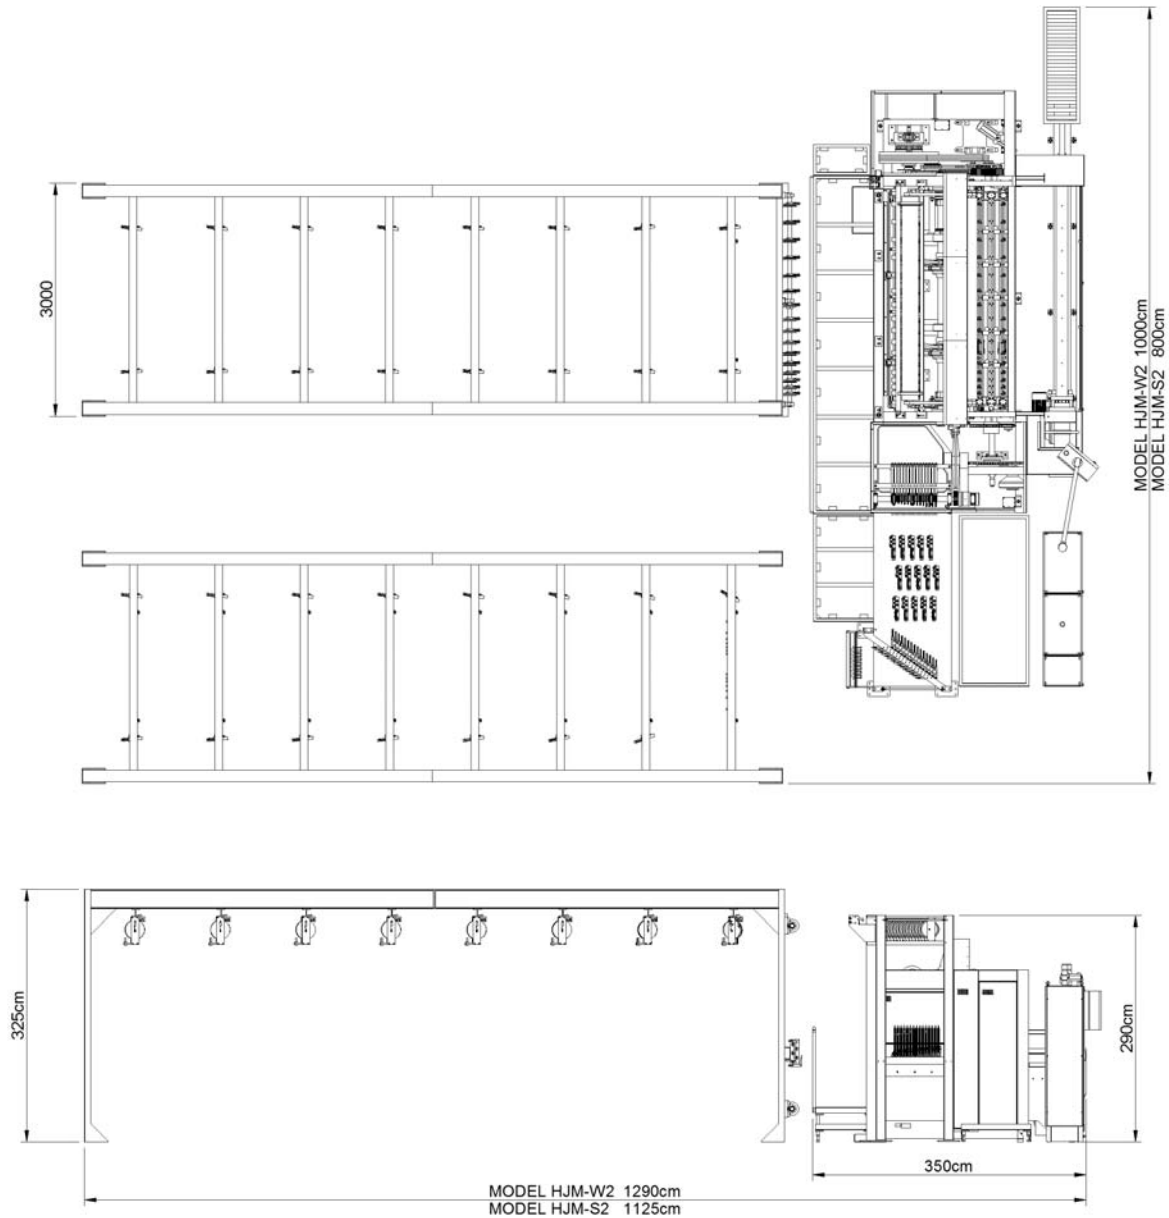 3000
MODEL HJM-W2 1000cm
MODEL HJM-S2 800cm
325cm
290cm
350cm
MODEL HJM-W2 1290cm
MODEL HJM-S2 1125cm